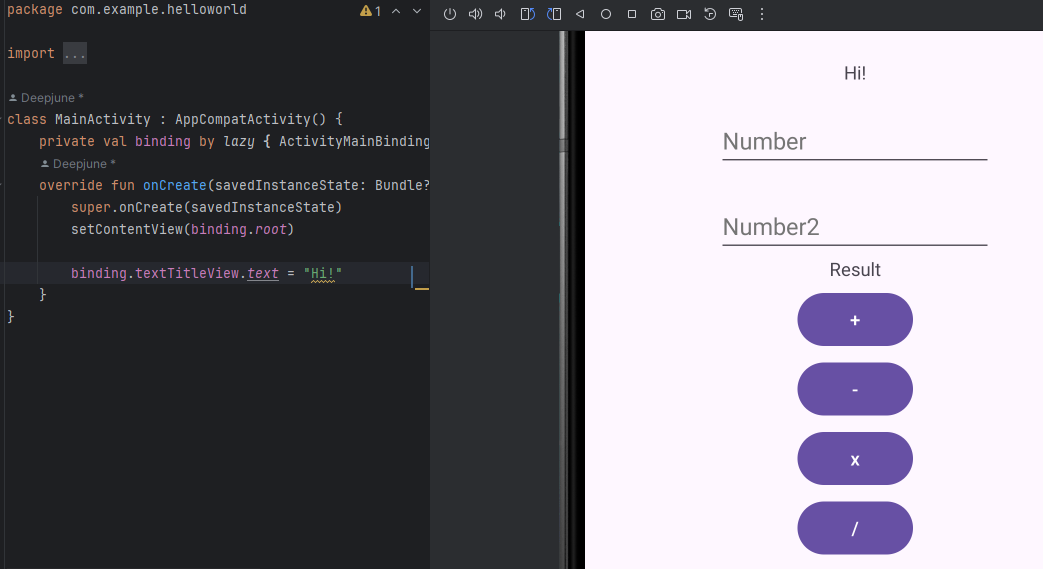 package com.example.helloworld
1
import ...
Deepjune *
class MainActivity : AppCompatActivity() {
private val binding by lazy { ActivityMainBinding
Deepjune *
override fun onCreate(savedInstanceState: Bundle?
super.onCreate(savedInstanceState)
setContentView(binding.root)
binding.textTitleView.text = "Hi!"
}
}
Hi!
Number
Number2
Result
+
-
x
/